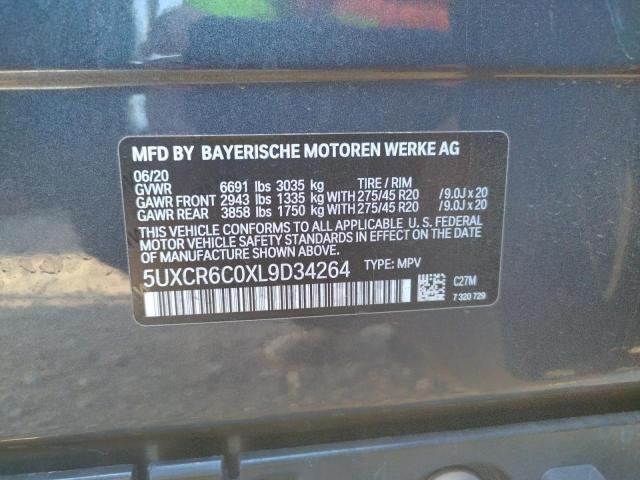 MFD BY BAYERISCHE MOTOREN WERKE AG
06/20
GVWR 6691 lbs 3035 kg TIRE / RIM
GAWR FRONT 2943 lbs 1335 kg WITH 275/45 R20 / 9.0J x 20
GAWR REAR 3858 lbs 1750 kg WITH 275/45 R20 / 9.0J x 20
THIS VEHICLE CONFORMS TO ALL APPLICABLE U. S. FEDERAL
MOTOR VEHICLE SAFETY STANDARDS IN EFFECT ON THE DATE OF
MANUFACTURE SHOWN ABOVE.
5UXCR6C0XL9D34264 TYPE: MPV
C27M
7 320 729